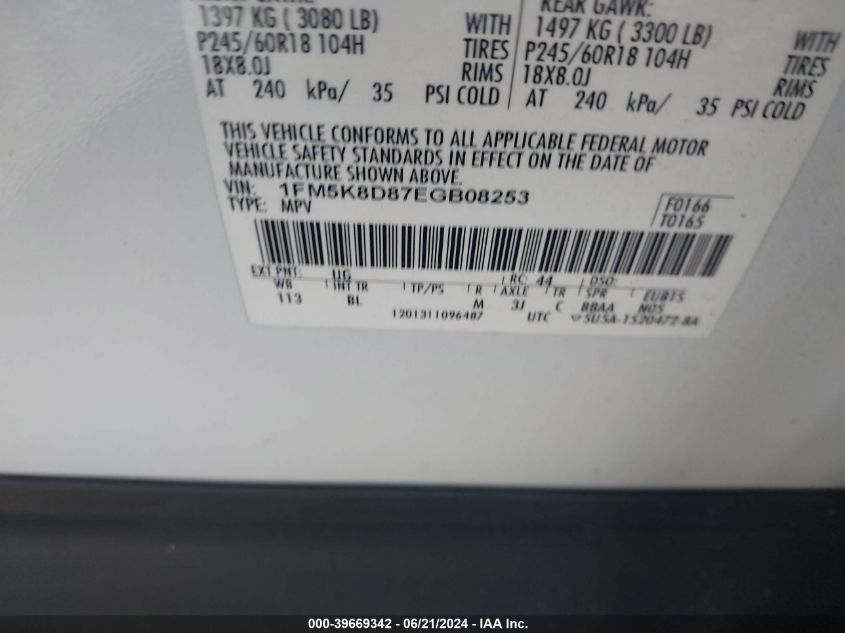 1397 KG ( 3080 LB) WITH
P245/60R18 104H TIRES
18X8.0J RIMS
AT 240 kPa/ 35 PSI COLD
REAR GAWR:
1497 KG ( 3300 LB) WITH
P245/60R18 104H TIRES
18X8.0J RIMS
AT 240 kPa/ 35 PSI COLD
THIS VEHICLE CONFORMS TO ALL APPLICABLE FEDERAL MOTOR
VEHICLE SAFETY STANDARDS IN EFFECT ON THE DATE OF
MANUFACTURE SHOWN ABOVE.
VIN: 1FM5K8D87EGB08253
TYPE: MPV
F0166
T0165
EXT PNT: UG RC: 44 DSO:
WB INT TR TP/PS R AXLE TR SPR EUBTS
113 BL M 3J C BBAA N05
1201311096487 UTC ▽5U5A-1520472-BA
000-39669342 / 06/21/2024 - IAA Inc.